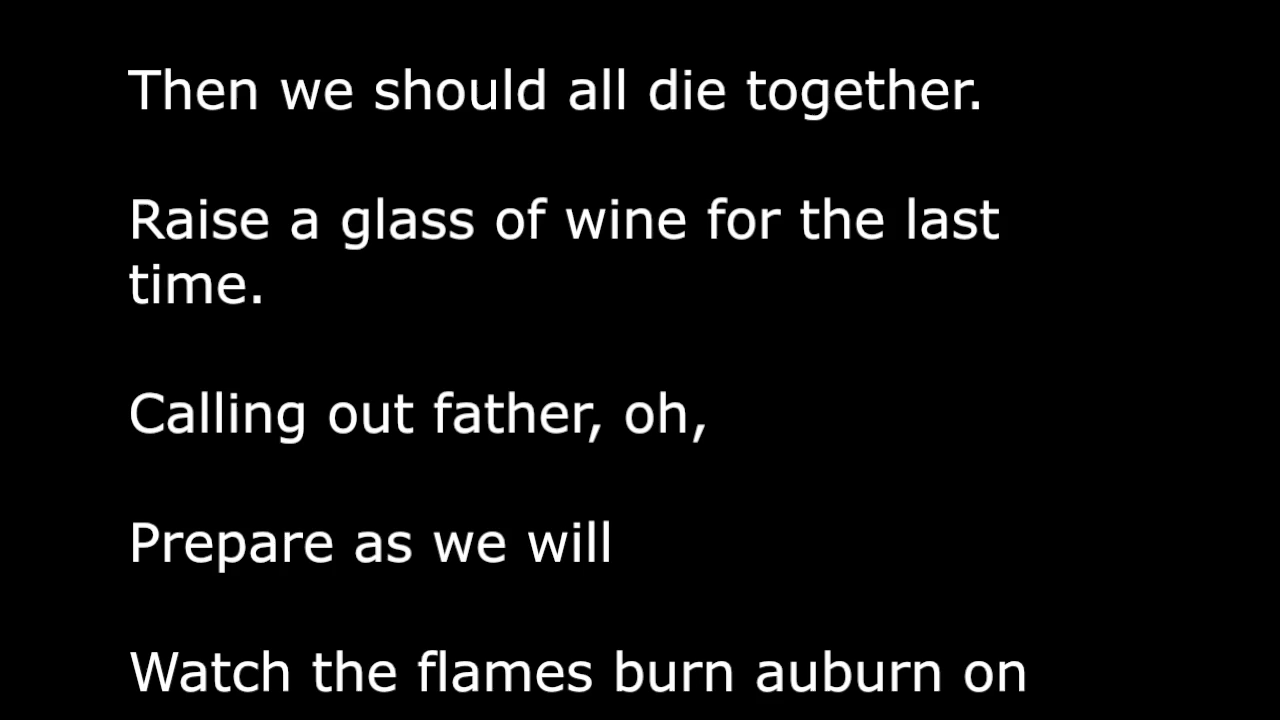 Then we should all die together.
Raise a glass of wine for the last
time.
Calling out father, oh,
Prepare as we will
Watch the flames burn auburn on